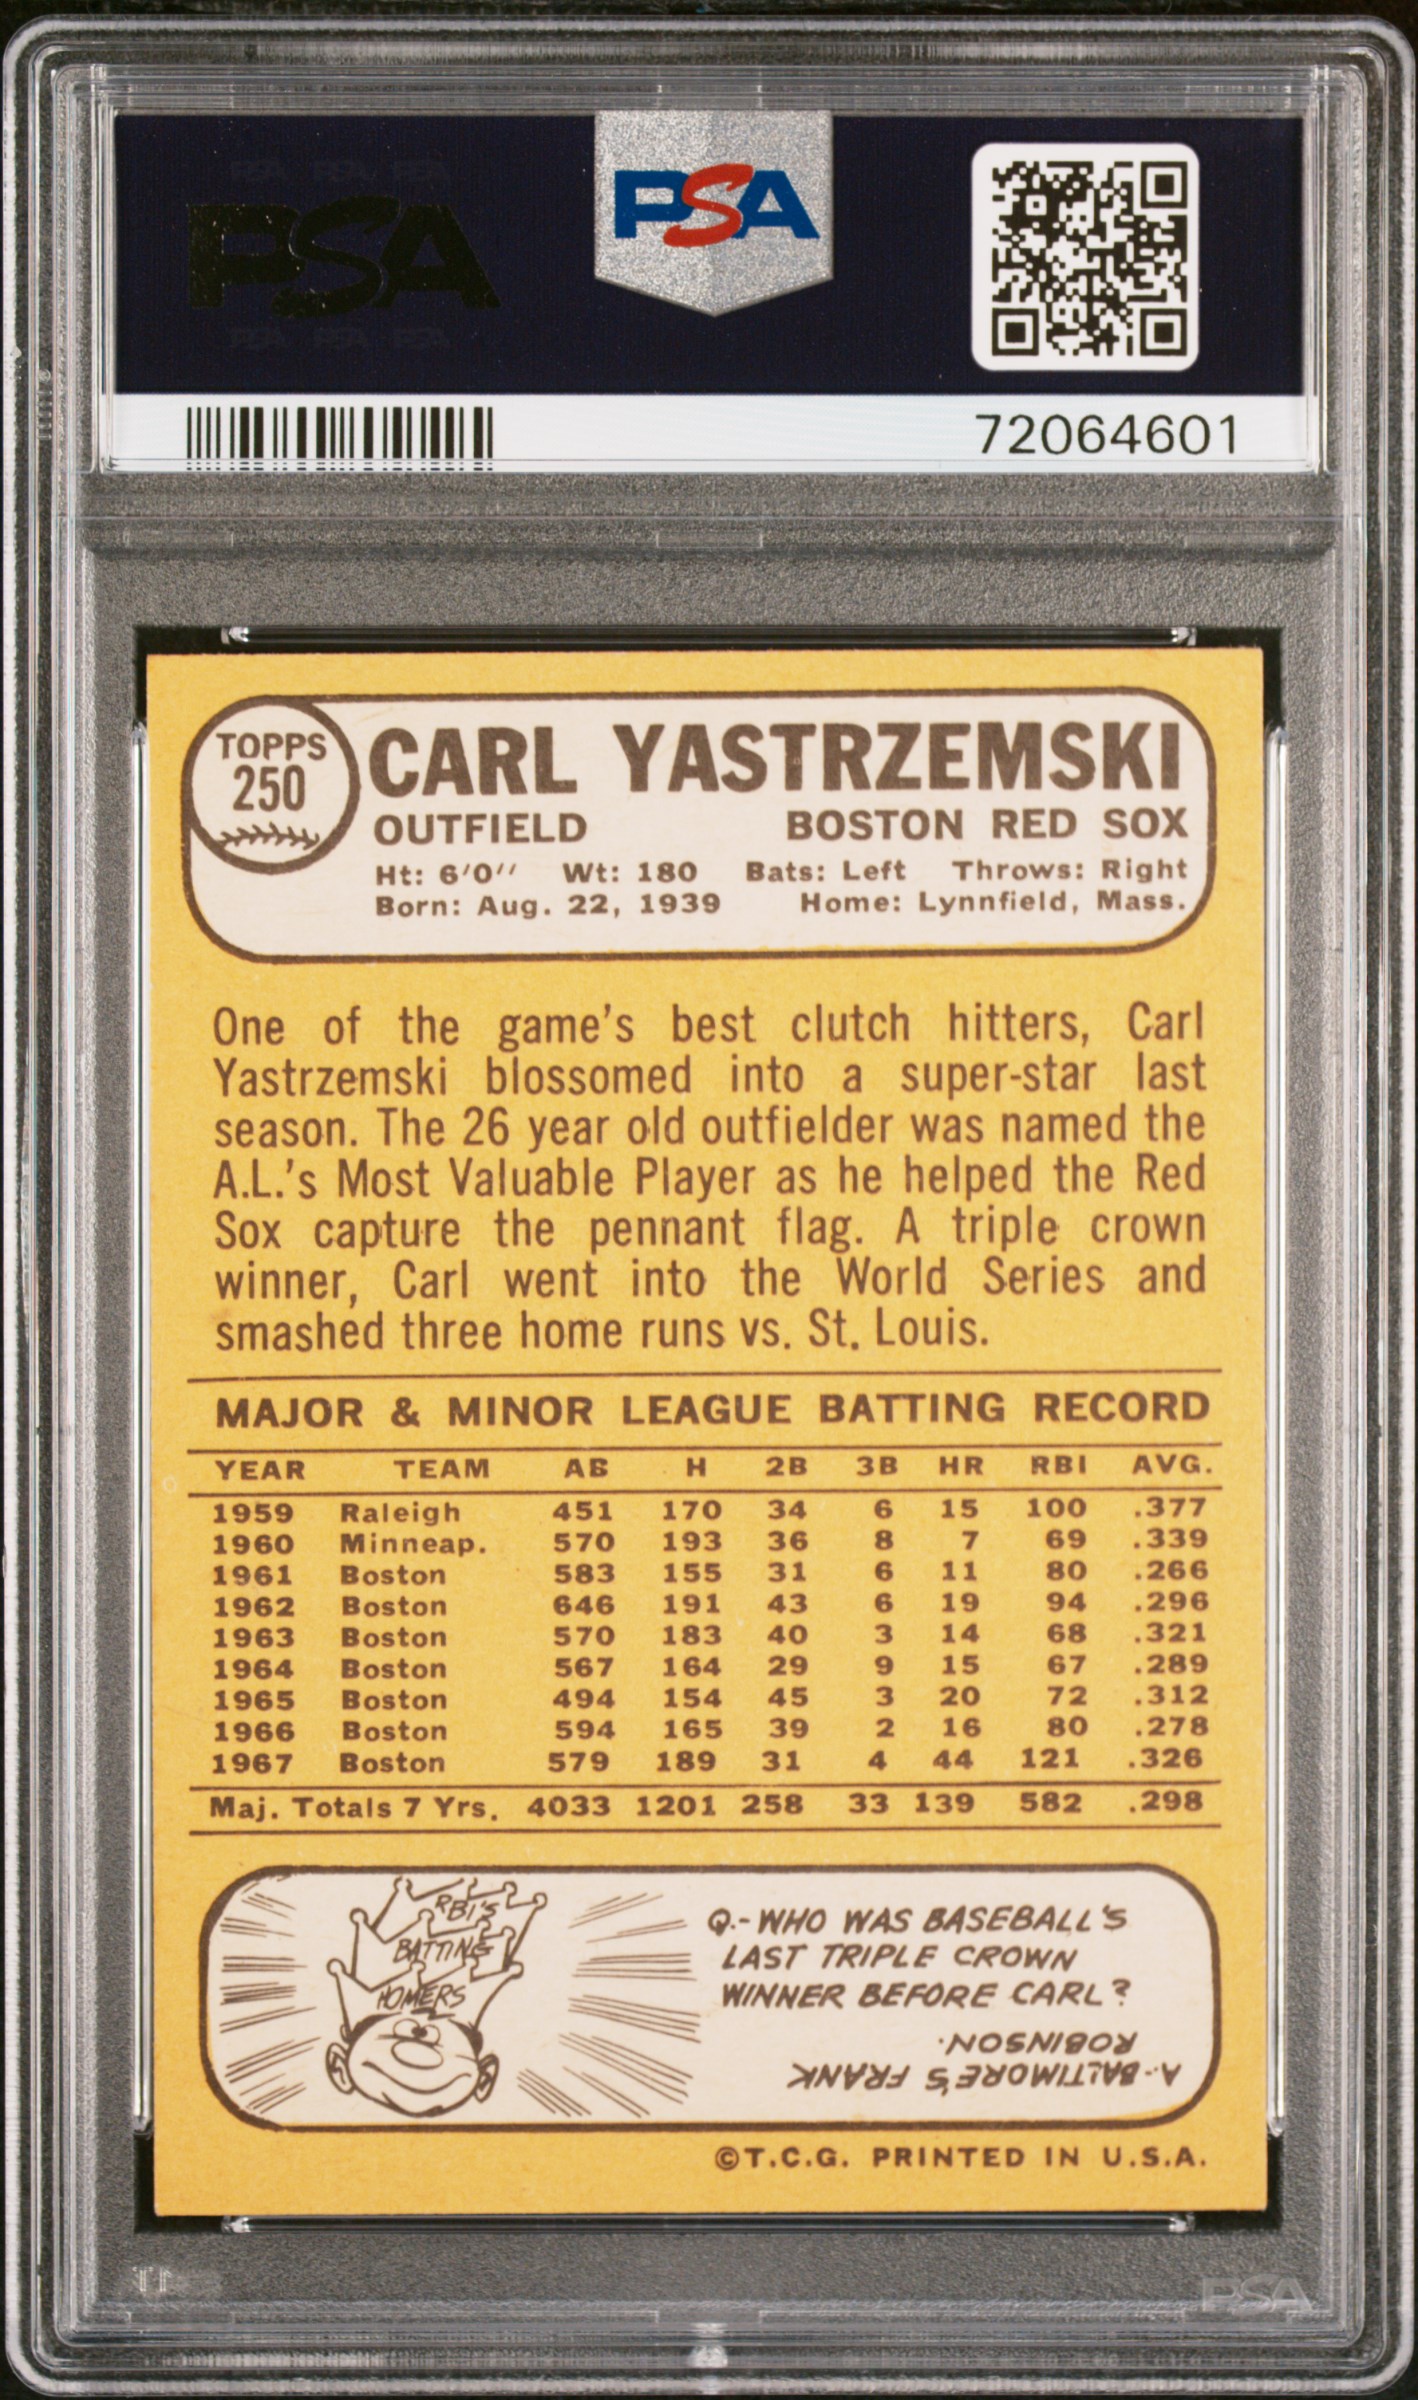 PSA
PSA
72064601
TOPPS
250
CARL YASTRZEMSKI
OUTFIELD BOSTON RED SOX
Ht: 6'0'' Wt: 180 Bats: Left Throws: Right
Born: Aug. 22, 1939 Home: Lynnfield, Mass.
One of the game's best clutch hitters, Carl
Yastrzemski blossomed into a super-star last
season. The 26 year old outfielder was named the
A.L.'s Most Valuable Player as he helped the Red
Sox capture the pennant flag. A triple crown
winner, Carl went into the World Series and
smashed three home runs vs. St. Louis.
MAJOR & MINOR LEAGUE BATTING RECORD
YEAR TEAM AB H 2B 3B HR RBI AVG.
1959 Raleigh 451 170 34 6 15 100 .377
1960 Minneap. 570 193 36 8 7 69 .339
1961 Boston 583 155 31 6 11 80 .266
1962 Boston 646 191 43 6 19 94 .296
1963 Boston 570 183 40 3 14 68 .321
1964 Boston 567 164 29 9 15 67 .289
1965 Boston 494 154 45 3 20 72 .312
1966 Boston 594 165 39 2 16 80 .278
1967 Boston 579 189 31 4 44 121 .326
Maj. Totals 7 Yrs. 4033 1201 258 33 139 582 .298
RBI'S
BATTING
HOMERS
Q.-WHO WAS BASEBALL'S
LAST TRIPLE CROWN
WINNER BEFORE CARL?
A.-BALTIMORE'S FRANK
ROBINSON.
©T.C.G. PRINTED IN U.S.A.
PSA